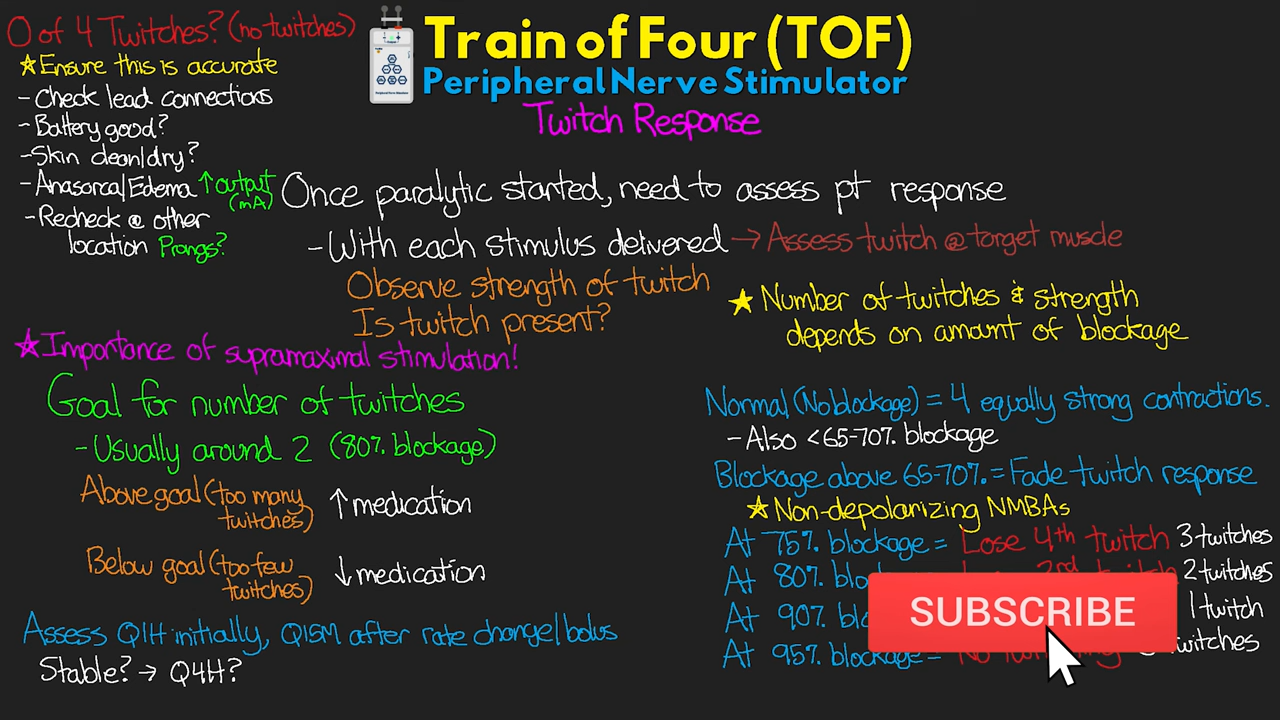 Train of Four (TOF)
Peripheral Nerve Stimulator
Twitch Response
0 of 4 Twitches? (no twitches)
☆Ensure this is accurate
- Check lead connections
- Battery good?
- Skin clean/dry?
- Anasarca/Edema ↑output (mA)
- Recheck @ other
location Prongs?
Once paralytic started, need to assess pt response
- With each stimulus delivered → Assess twitch @ target muscle
Observe strength of twitch
Is twitch present?
☆ Number of twitches & strength
depends on amount of blockage
☆Importance of supramaximal stimulation!
Goal for number of twitches
- Usually around 2 (80% blockage)
Above goal (too many
twitches) ↑medication
Below goal (too few
twitches) ↓medication
Assess Q1H initially, Q15M after rate change/bolus
Stable? → Q4H?
Normal (No blockage) = 4 equally strong contractions.
- Also <65-70% blockage
Blockage above 65-70% = Fade twitch response
☆ Non-depolarizing NMBAs
At 75% blockage = Lose 4th twitch 3 twitches
At 80% 2 twitches
At 90% 1 twitch
At 95% blockage = twitches
SUBSCRIBE